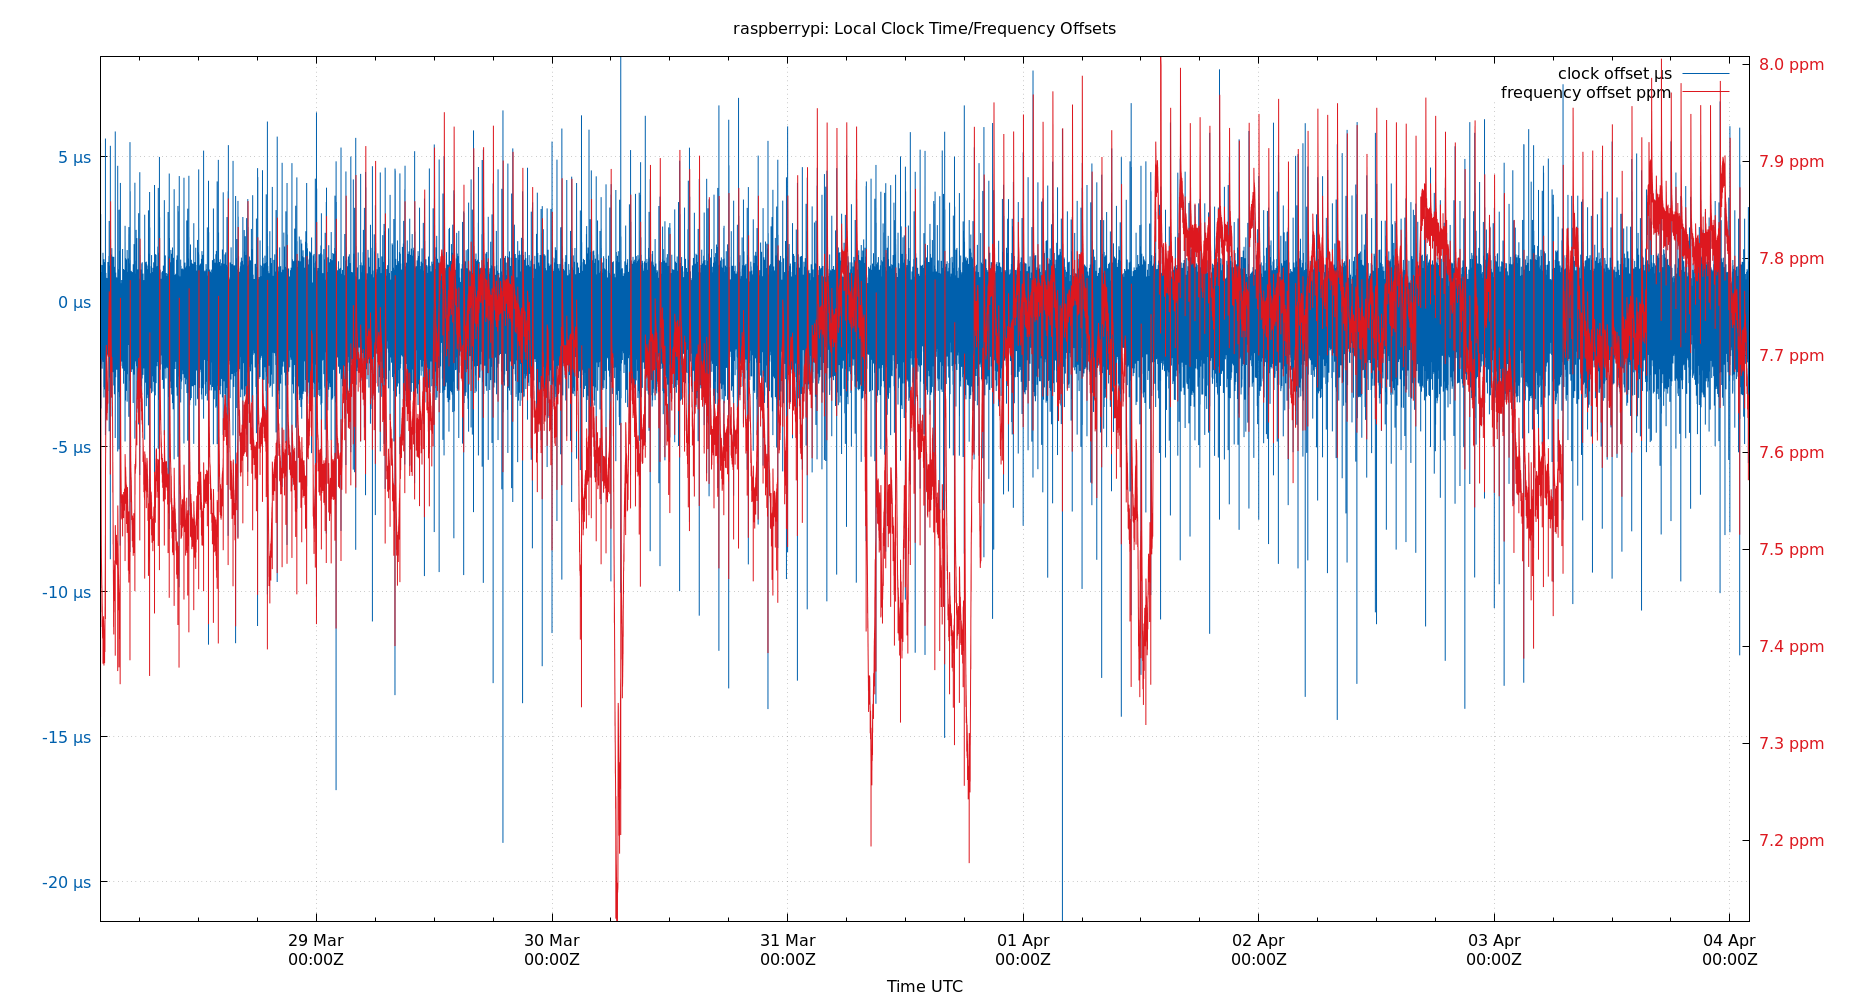 raspberrypi: Local Clock Time/Frequency Offsets
clock offset µs
frequency offset ppm
5 µs
0 µs
-5 µs
-10 µs
-15 µs
-20 µs
8.0 ppm
7.9 ppm
7.8 ppm
7.7 ppm
7.6 ppm
7.5 ppm
7.4 ppm
7.3 ppm
7.2 ppm
29 Mar 30 Mar 31 Mar 01 Apr 02 Apr 03 Apr 04 Apr
00:00Z 00:00Z 00:00Z 00:00Z 00:00Z 00:00Z 00:00Z
Time UTC